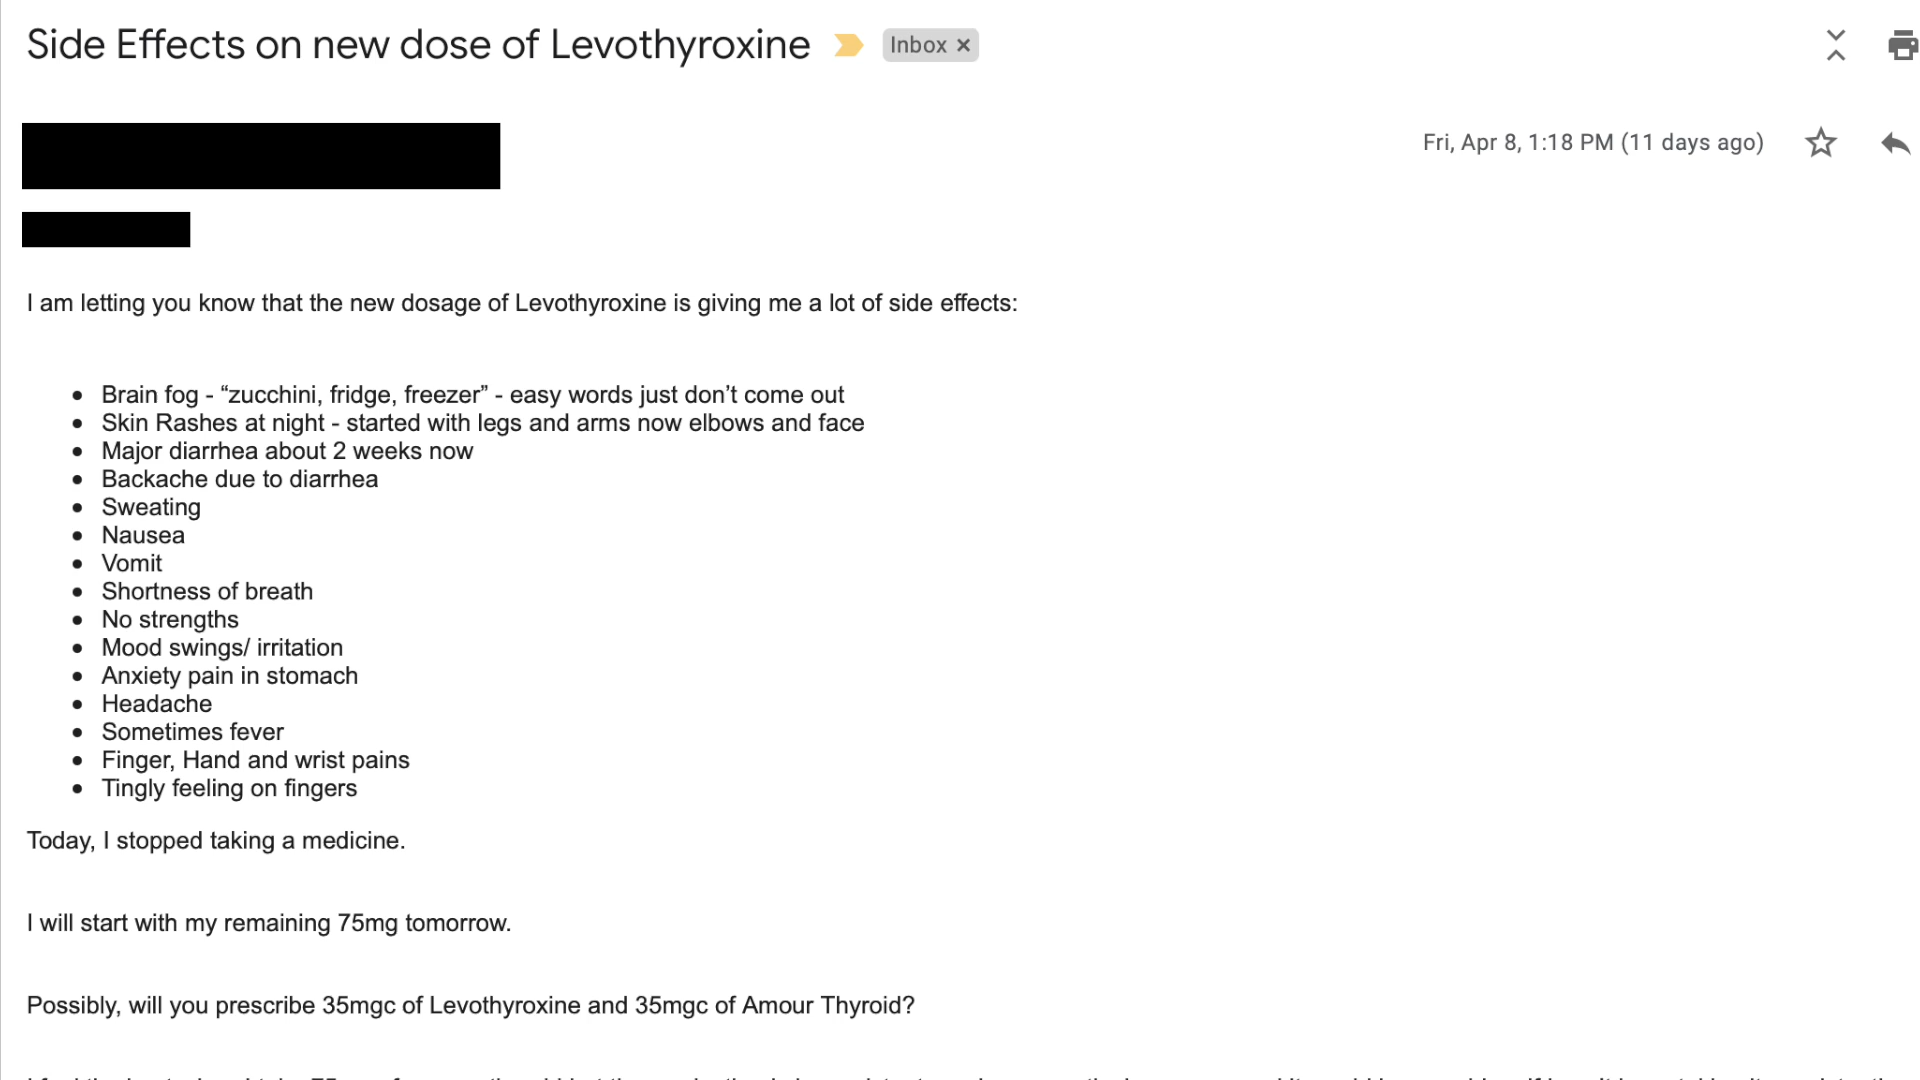 Side Effects on new dose of Levothyroxine Inbox ×
Fri, Apr 8, 1:18 PM (11 days ago)
I am letting you know that the new dosage of Levothyroxine is giving me a lot of side effects:
• Brain fog - “zucchini, fridge, freezer” - easy words just don’t come out
• Skin Rashes at night - started with legs and arms now elbows and face
• Major diarrhea about 2 weeks now
• Backache due to diarrhea
• Sweating
• Nausea
• Vomit
• Shortness of breath
• No strengths
• Mood swings/ irritation
• Anxiety pain in stomach
• Headache
• Sometimes fever
• Finger, Hand and wrist pains
• Tingly feeling on fingers
Today, I stopped taking a medicine.
I will start with my remaining 75mg tomorrow.
Possibly, will you prescribe 35mgc of Levothyroxine and 35mgc of Amour Thyroid?